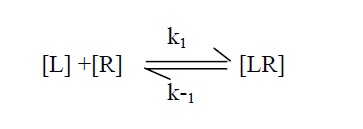 k₁
[L] +[R] ⇌ [LR]
k-₁